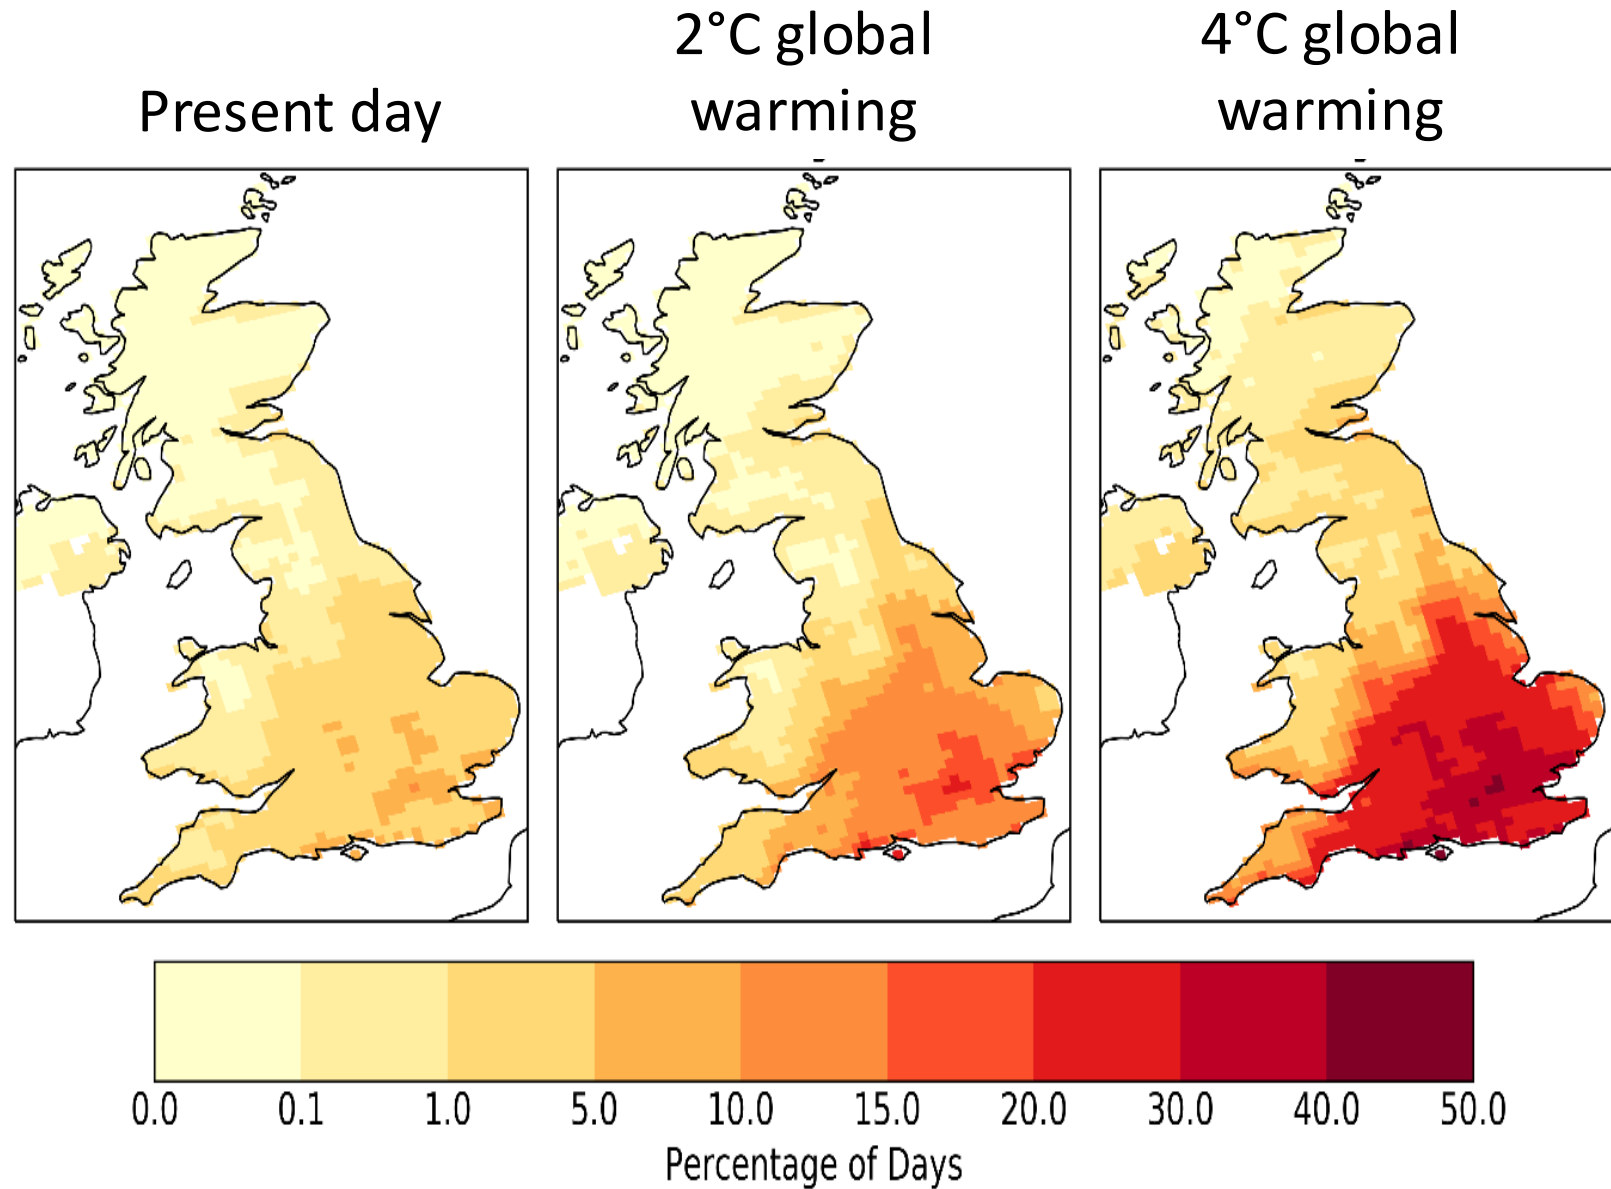 Present day
2°C global
warming
4°C global
warming
0.0 0.1 1.0 5.0 10.0 15.0 20.0 30.0 40.0 50.0
Percentage of Days